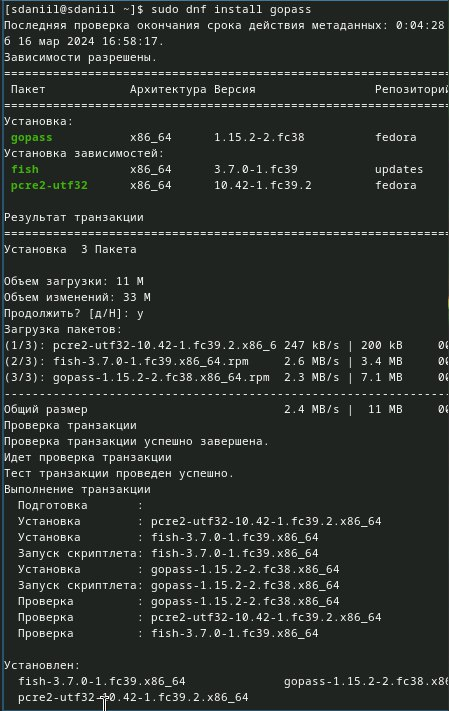 [sdaniil@sdaniil ~]$ sudo dnf install gopass
Последняя проверка окончания срока действия метаданных: 0:04:28
б 16 мар 2024 16:58:17.
Зависимости разрешены.
================================================================
Пакет Архитектура Версия Репозиторий
================================================================
Установка:
gopass x86_64 1.15.2-2.fc38 fedora
Установка зависимостей:
fish x86_64 3.7.0-1.fc39 updates
pcre2-utf32 x86_64 10.42-1.fc39.2 fedora
Результат транзакции
================================================================
Установка 3 Пакета
Объем загрузки: 11 M
Объем изменений: 33 M
Продолжить? [д/Н]: y
Загрузка пакетов:
(1/3): pcre2-utf32-10.42-1.fc39.2.x86_6 247 kB/s | 200 kB 00
(2/3): fish-3.7.0-1.fc39.x86_64.rpm 2.6 MB/s | 3.4 MB 00
(3/3): gopass-1.15.2-2.fc38.x86_64.rpm 2.3 MB/s | 7.1 MB 00
----------------------------------------------------------------
Общий размер 2.4 MB/s | 11 MB 00
Проверка транзакции
Проверка транзакции успешно завершена.
Идет проверка транзакции
Тест транзакции проведен успешно.
Выполнение транзакции
Подготовка :
Установка : pcre2-utf32-10.42-1.fc39.2.x86_64
Установка : fish-3.7.0-1.fc39.x86_64
Запуск скриптлета: fish-3.7.0-1.fc39.x86_64
Установка : gopass-1.15.2-2.fc38.x86_64
Запуск скриптлета: gopass-1.15.2-2.fc38.x86_64
Проверка : gopass-1.15.2-2.fc38.x86_64
Проверка : pcre2-utf32-10.42-1.fc39.2.x86_64
Проверка : fish-3.7.0-1.fc39.x86_64
Установлен:
fish-3.7.0-1.fc39.x86_64 gopass-1.15.2-2.fc38.x86
pcre2-utf32-10.42-1.fc39.2.x86_64